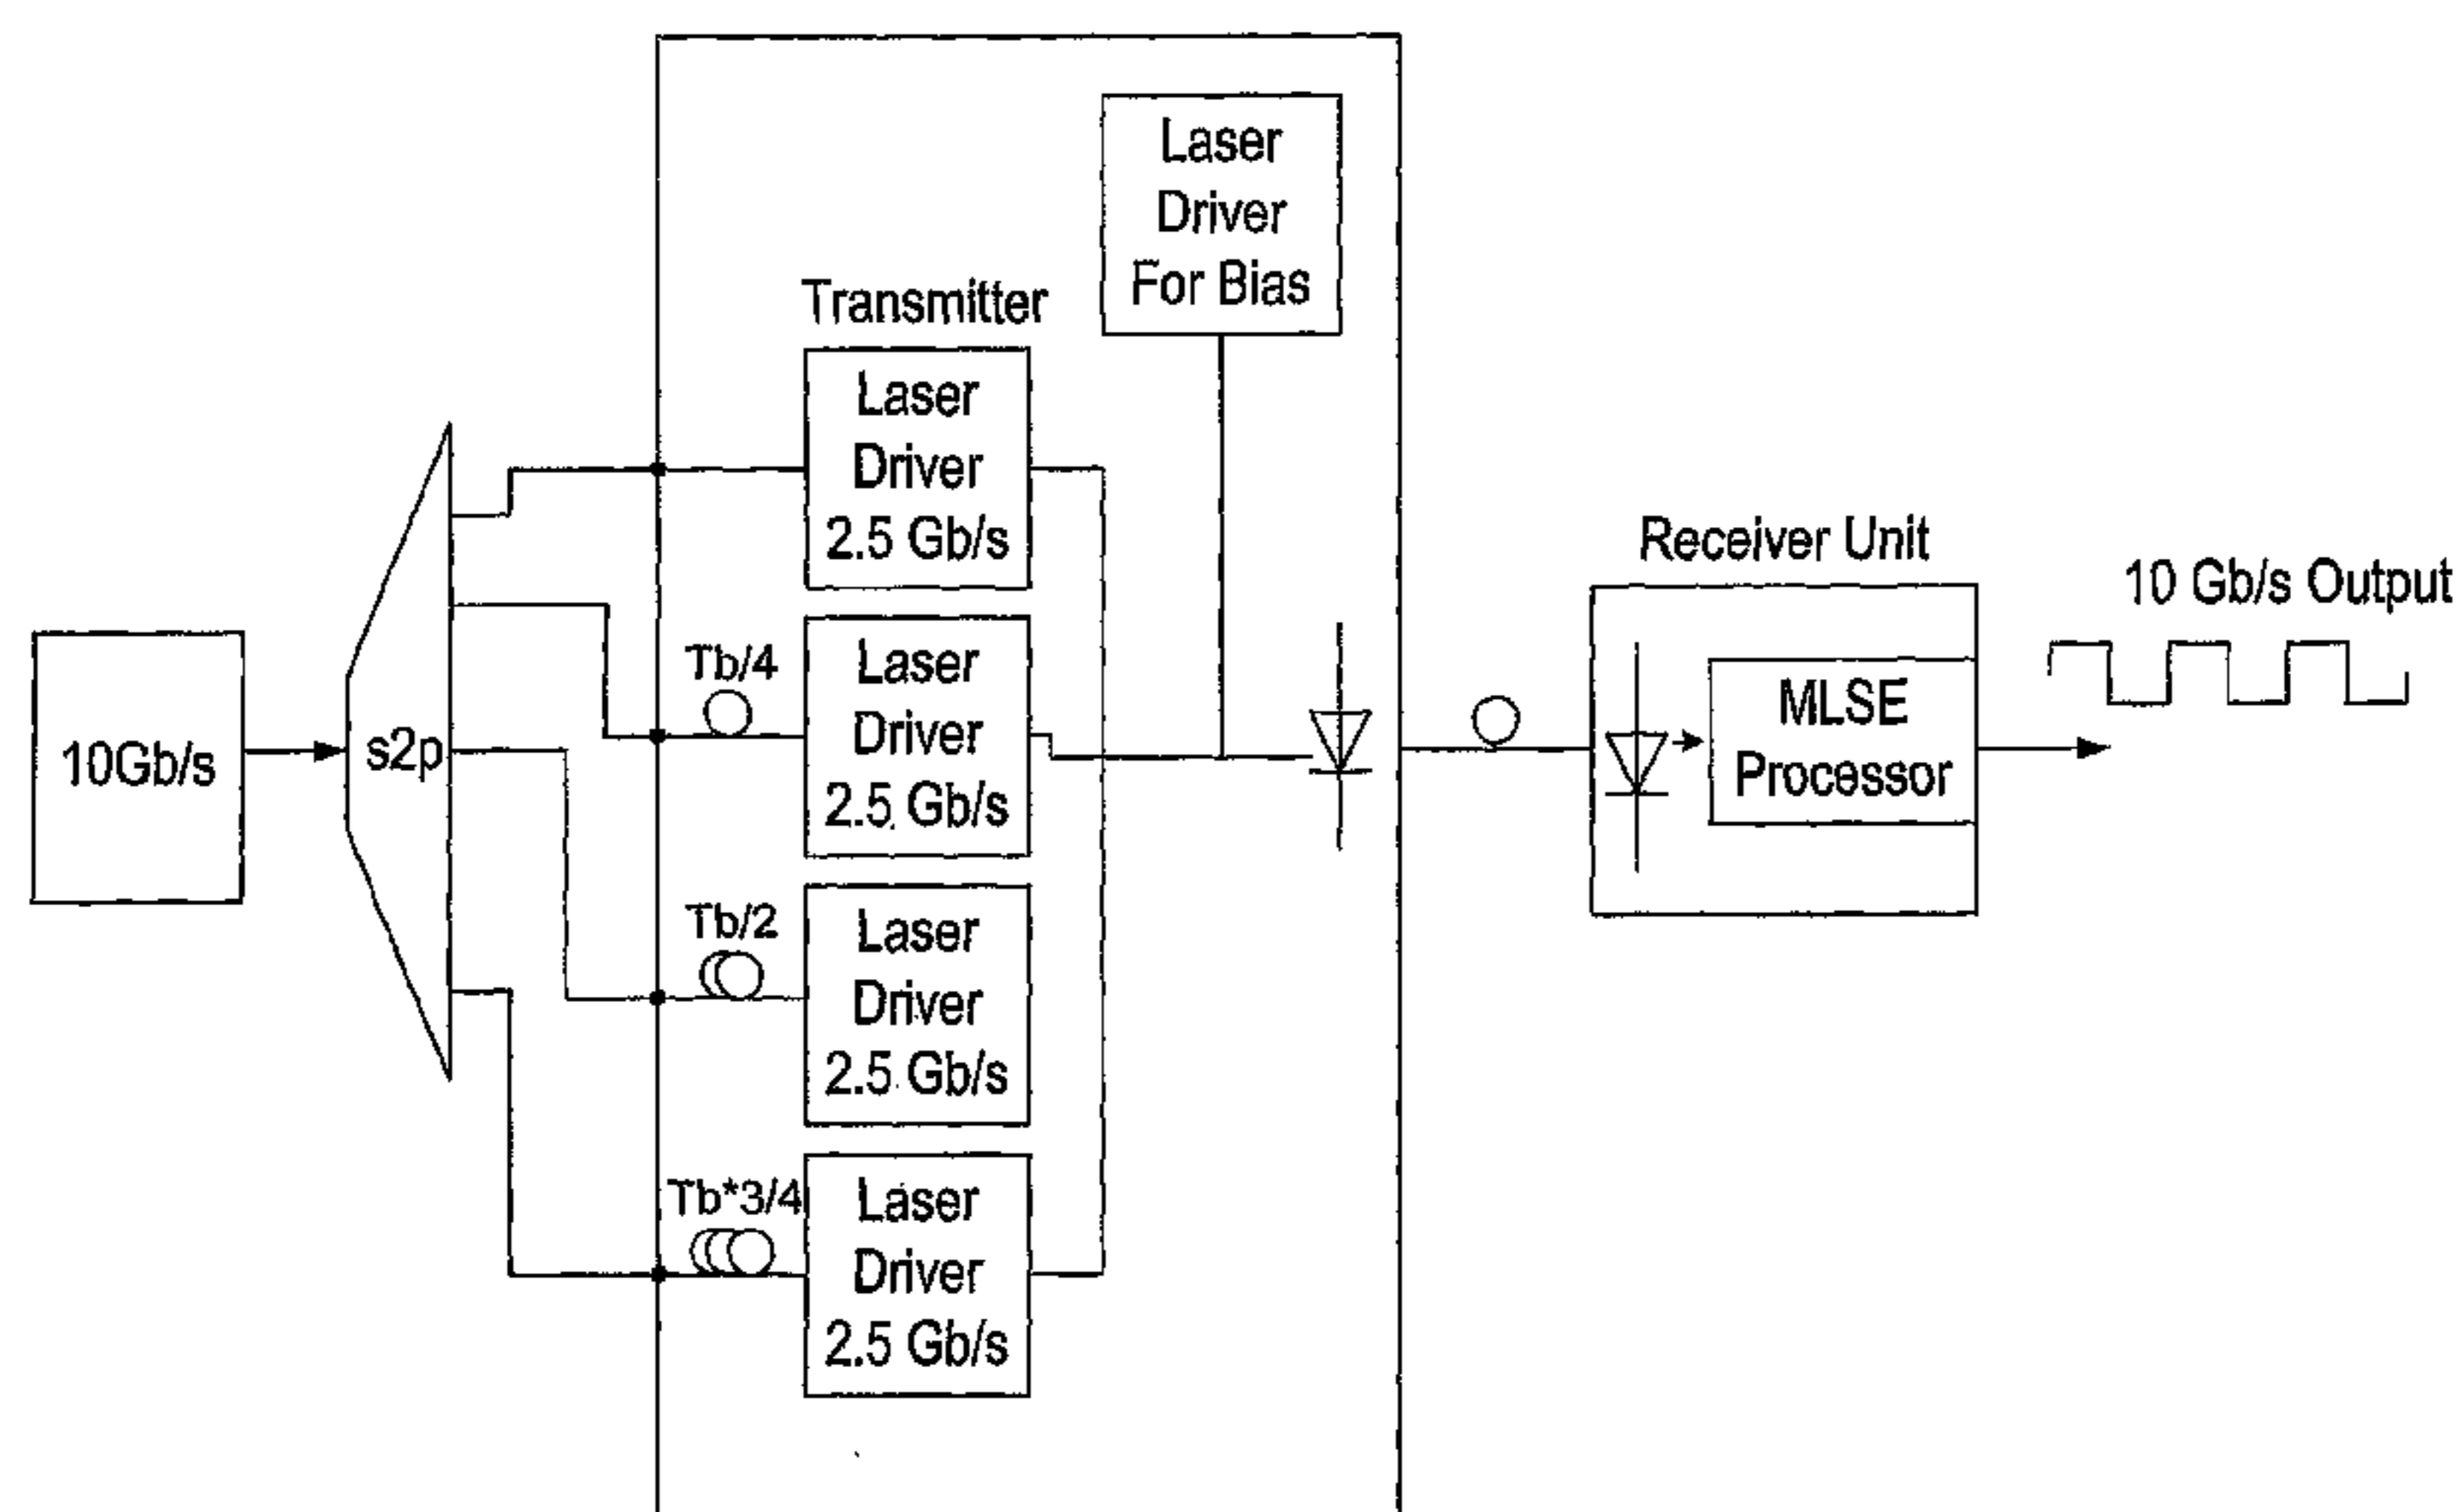 Laser
Driver
For Bias
Transmitter
Laser
Driver
2.5 Gb/s
Tb/4
Laser
Driver
2.5 Gb/s
Tb/2
Laser
Driver
2.5 Gb/s
Tb*3/4
Laser
Driver
2.5 Gb/s
10Gb/s
s2p
Receiver Unit
MLSE
Processor
10 Gb/s Output